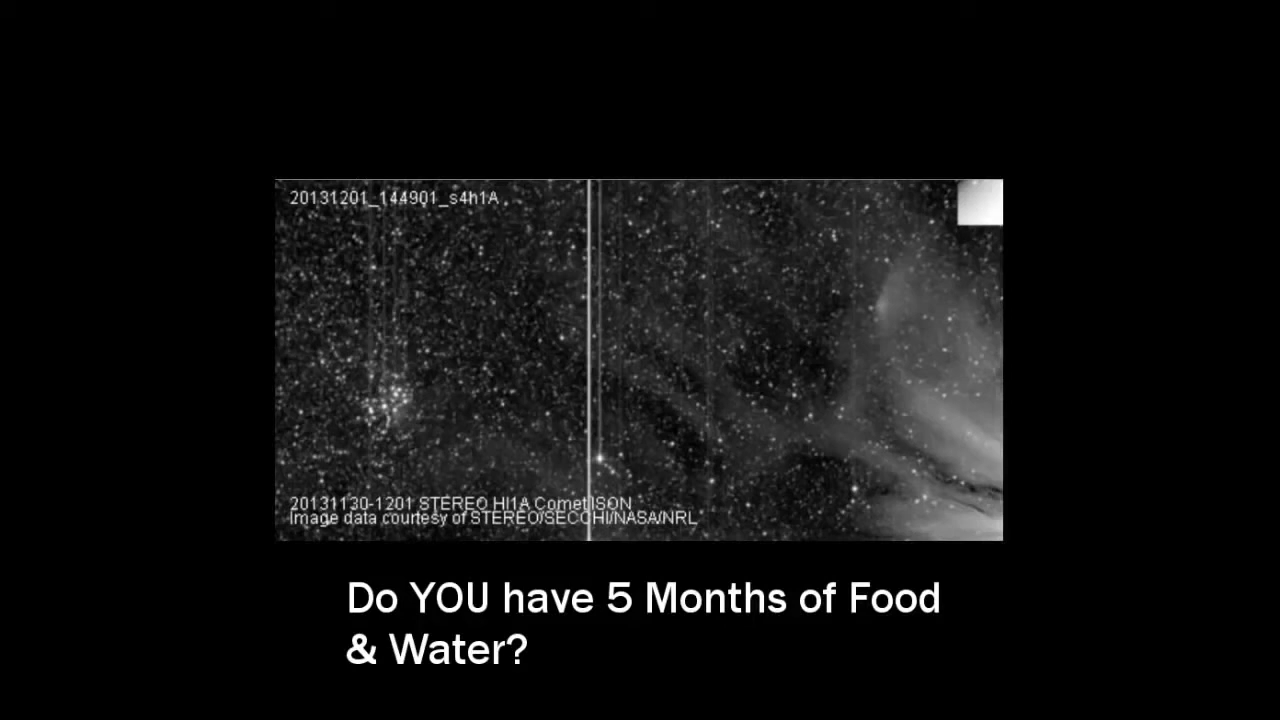 20131201_144901_s4h1A
20131130-1201 STEREO HI1A Comet ISON
Image data courtesy of STEREO/SECCHI/NASA/NRL
Do YOU have 5 Months of Food
& Water?